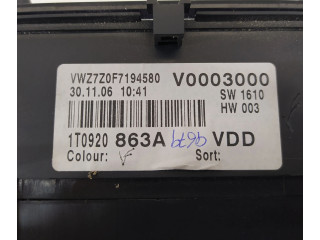 VWZ7Z0F7194580 V0003000
30.11.06 10:41 SW 1610
HW 003
1T0920 863A VDD
Colour: Sort: